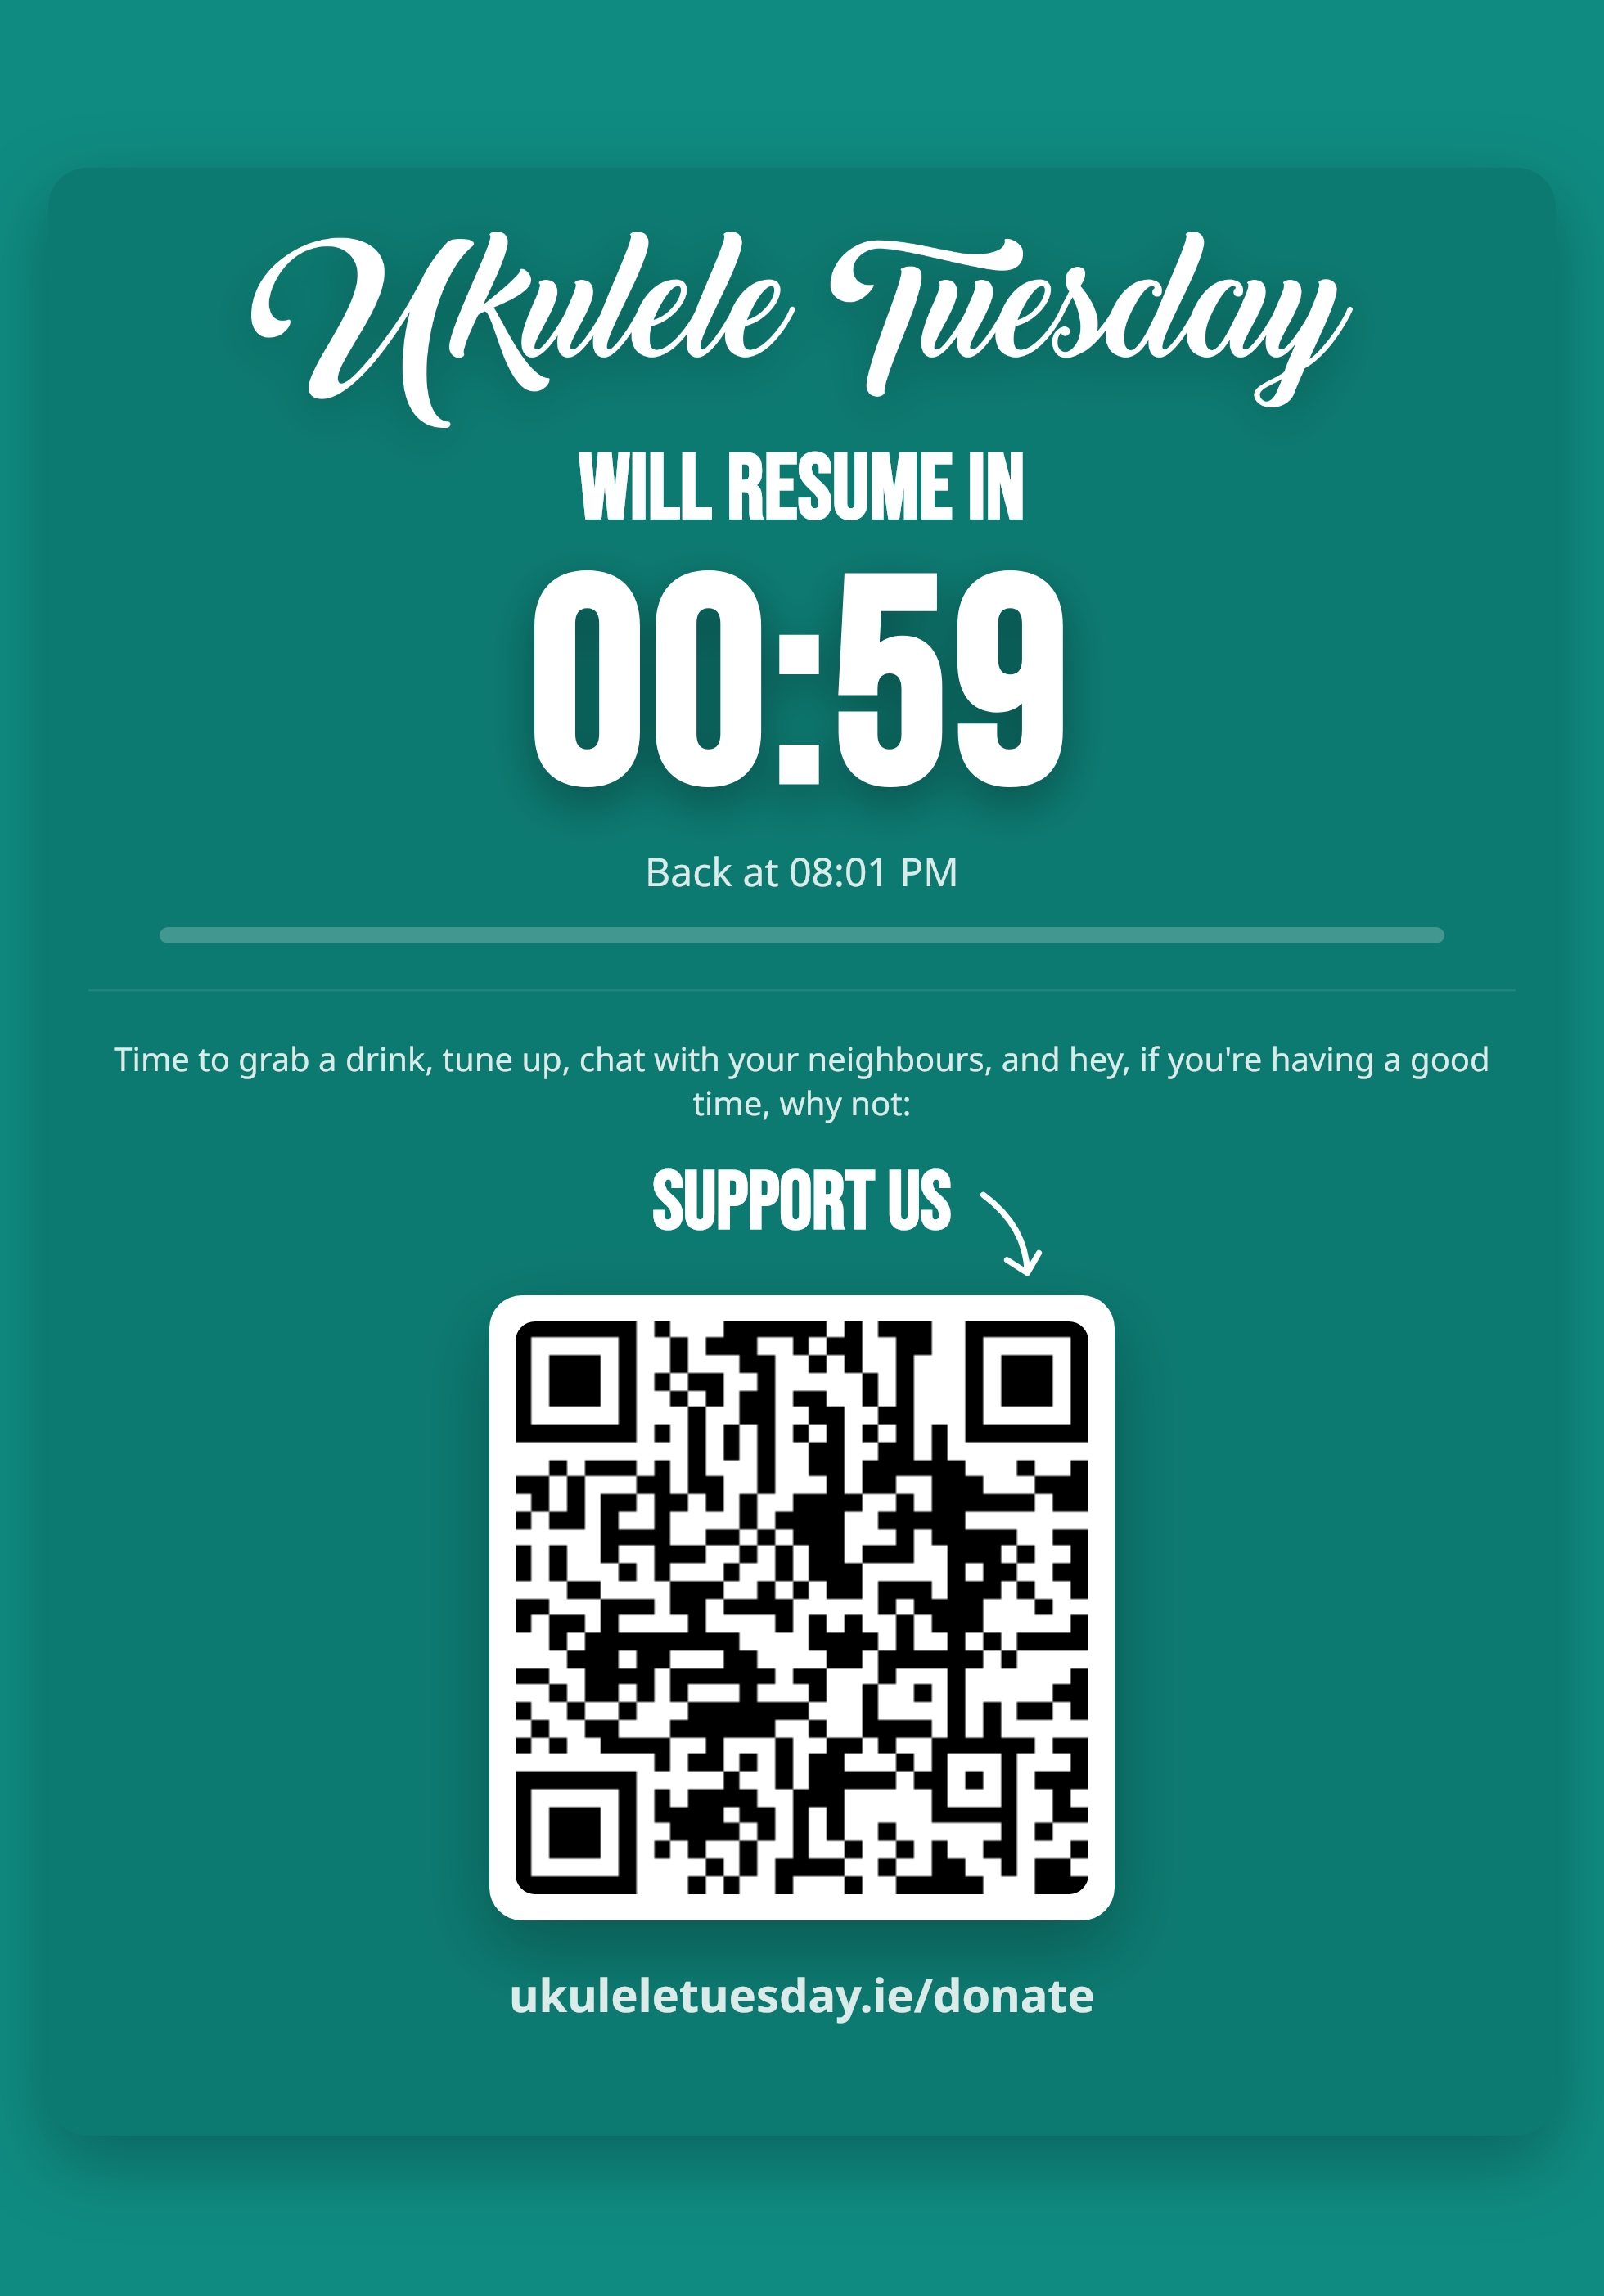 Ukulele Tuesday
WILL RESUME IN
00:59
Back at 08:01 PM
Time to grab a drink, tune up, chat with your neighbours, and hey, if you're having a good
time, why not:
SUPPORT US
ukuleletuesday.ie/donate